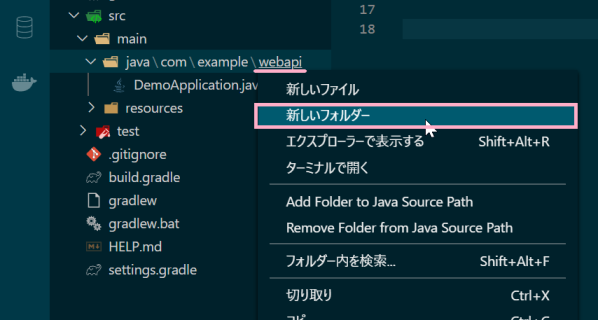 17
18
src
main
java \ com \ example \ webapi
DemoApplication.jav
resources
test
.gitignore
build.gradle
gradlew
gradlew.bat
HELP.md
settings.gradle
新しいファイル
新しいフォルダー
エクスプローラーで表示する Shift+Alt+R
ターミナルで開く
Add Folder to Java Source Path
Remove Folder from Java Source Path
フォルダー内を検索... Shift+Alt+F
切り取り Ctrl+X